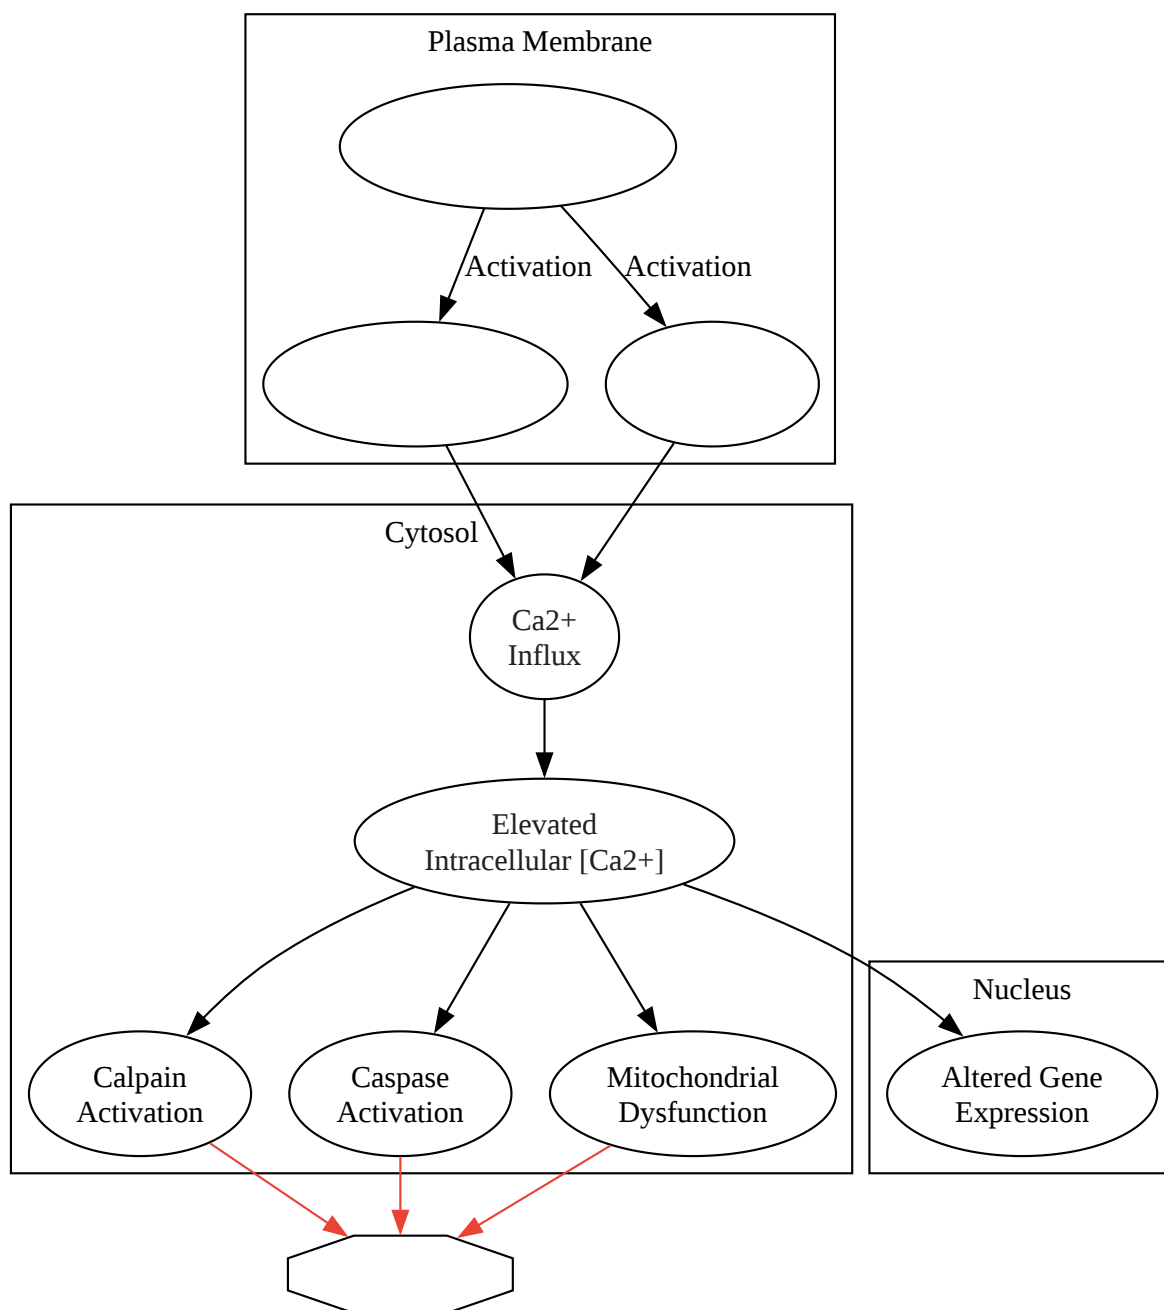 Plasma Membrane
Activation
Activation
Cytosol
Ca2+
Influx
Elevated
Intracellular [Ca2+]
Nucleus
Calpain
Activation
Caspase
Activation
Mitochondrial
Dysfunction
Altered Gene
Expression